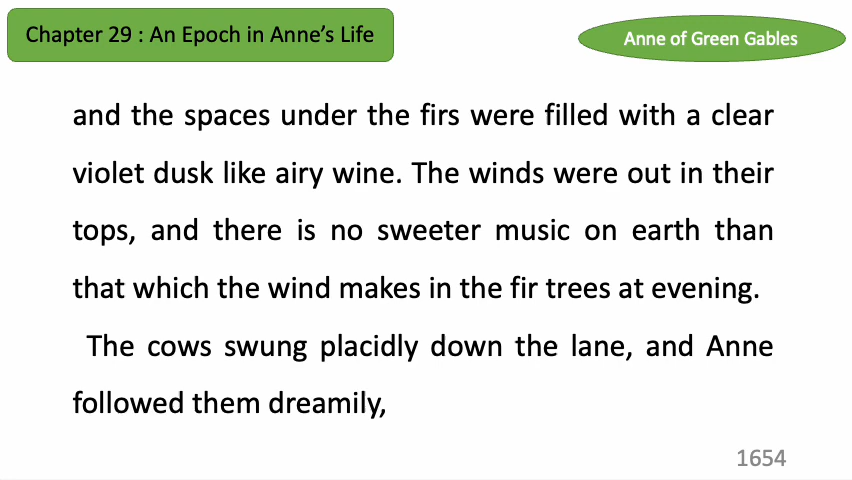 Chapter 29 : An Epoch in Anne’s Life
Anne of Green Gables
and the spaces under the firs were filled with a clear
violet dusk like airy wine. The winds were out in their
tops, and there is no sweeter music on earth than
that which the wind makes in the fir trees at evening.
The cows swung placidly down the lane, and Anne
followed them dreamily,
1654